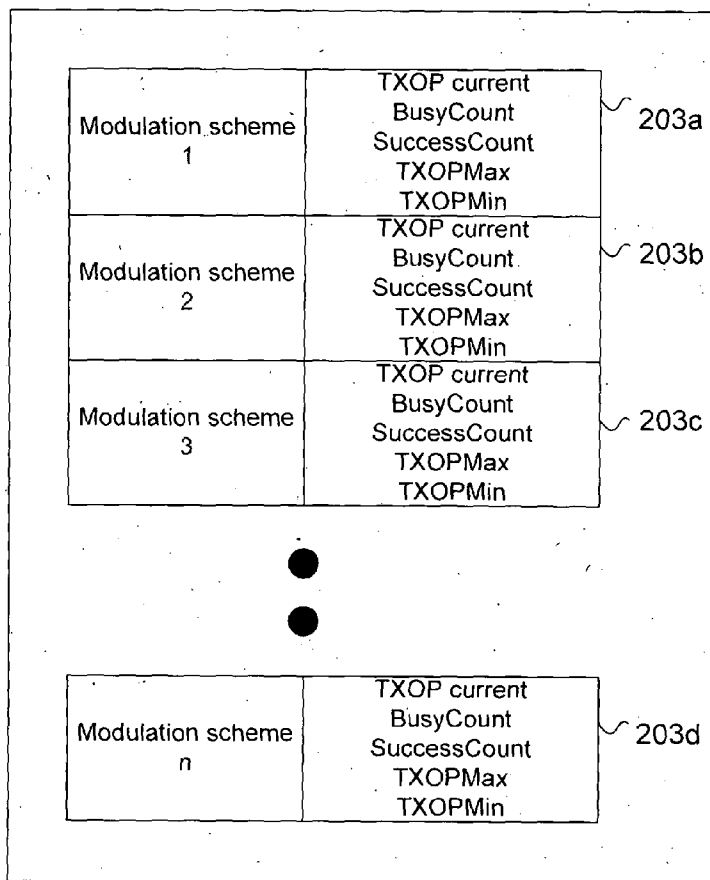 TXOP current
BusyCount
Modulation scheme
SuccessCount
1
TXOPMax
TXOPMin
203a
TXOP current
BusyCount
Modulation scheme
SuccessCount
2
TXOPMax
TXOPMin
203b
TXOP current
BusyCount
Modulation scheme
SuccessCount
3
TXOPMax
TXOPMin
203c
TXOP current
BusyCount
Modulation scheme
SuccessCount
n
TXOPMax
TXOPMin
203d